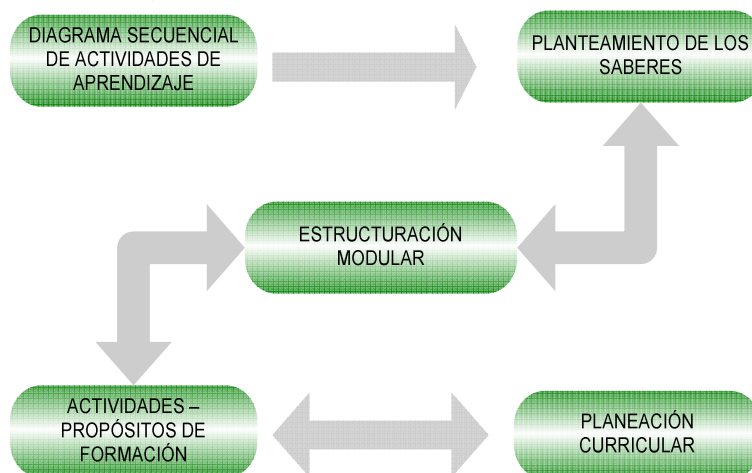 DIAGRAMA SECUENCIAL
DE ACTIVIDADES DE
APRENDIZAJE
PLANTEAMIENTO DE LOS
SABERES
ESTRUCTURACIÓN
MODULAR
ACTIVIDADES –
PROPÓSITOS DE
FORMACIÓN
PLANEACIÓN
CURRICULAR